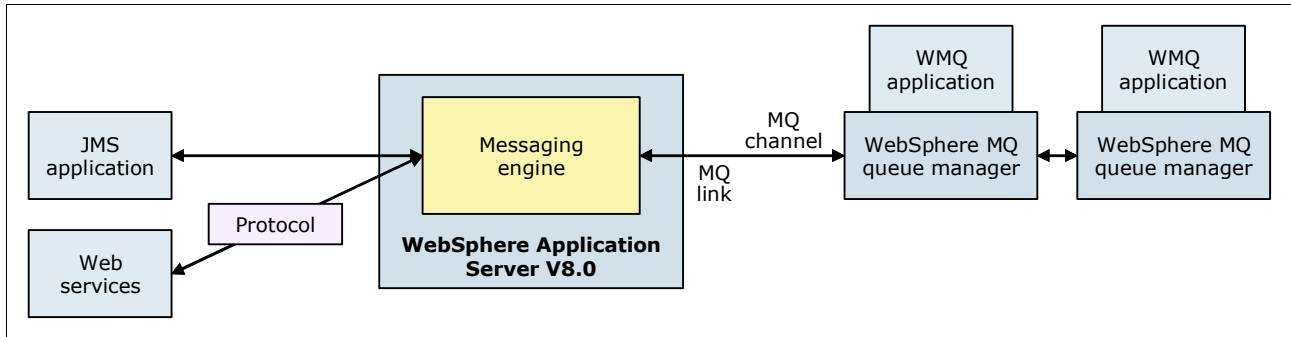 JMS
application
Protocol
Web
services
Messaging
engine
WebSphere Application
Server V8.0
MQ
channel
MQ
link
WMQ
application
WebSphere MQ
queue manager
WMQ
application
WebSphere MQ
queue manager